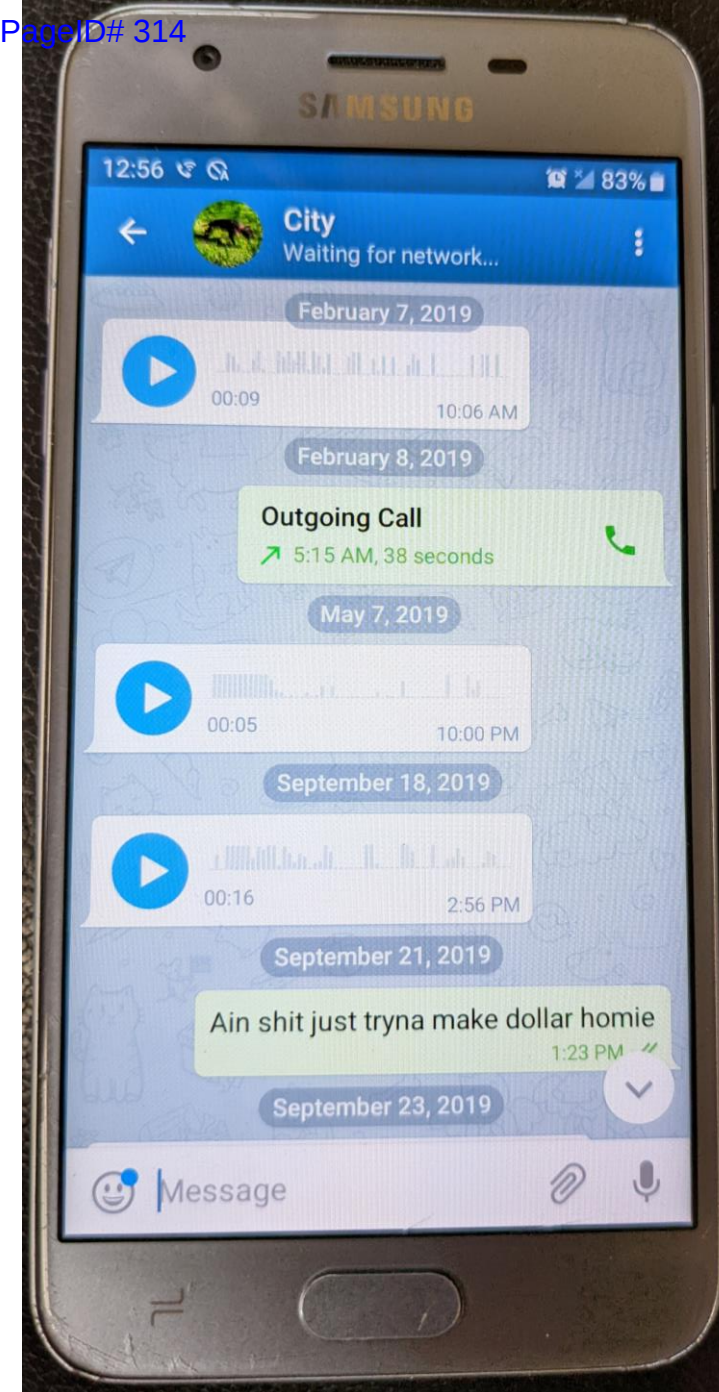 PageID# 314
SAMSUNG
12:56 83%
City
Waiting for network...
February 7, 2019
00:09 10:06 AM
February 8, 2019
Outgoing Call
5:15 AM, 38 seconds
May 7, 2019
00:05 10:00 PM
September 18, 2019
00:16 2:56 PM
September 21, 2019
Ain shit just tryna make dollar homie
1:23 PM
September 23, 2019
Message